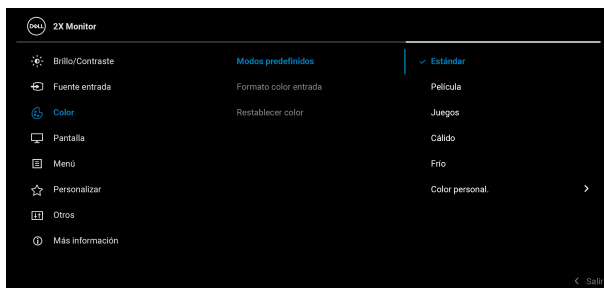 DELL 2X Monitor
Brillo/Contraste Modos predefinidos Estándar
Fuente entrada Formato color entrada Película
Color Restablecer color Juegos
Pantalla Cálido
Menú Frío
Personalizar Color personal.
Otros
Más información
Salir